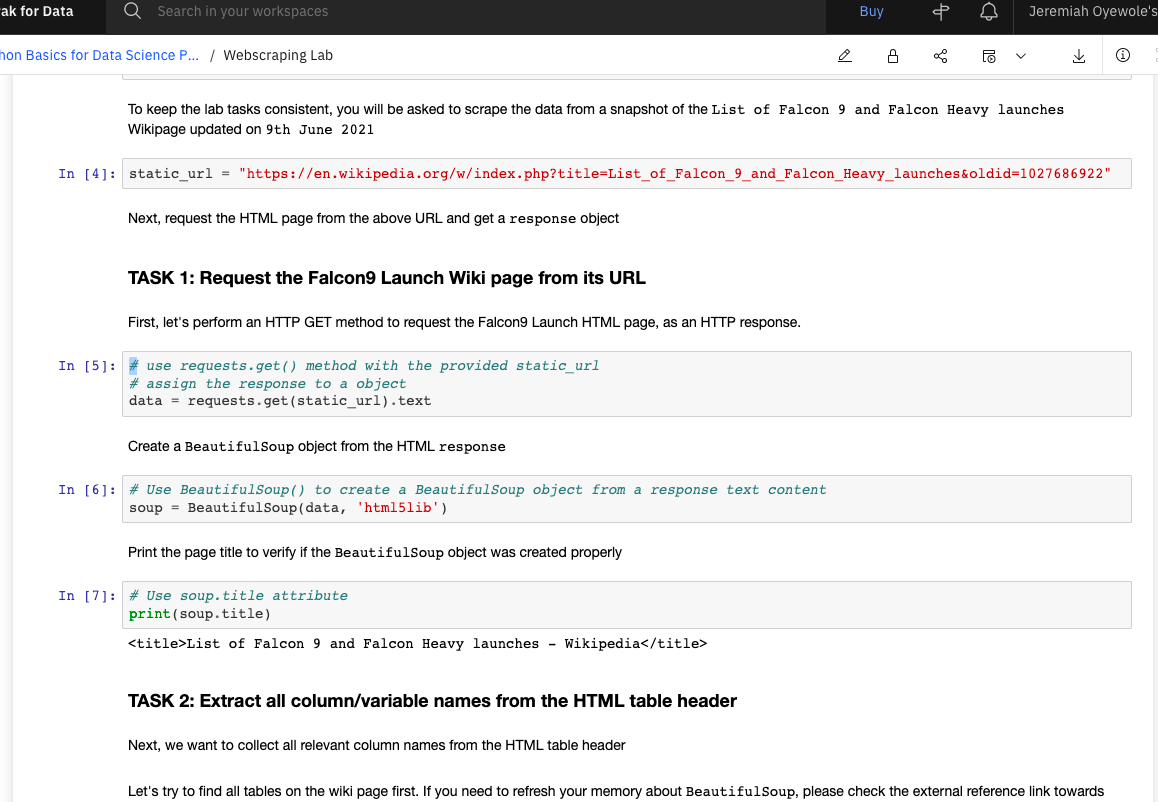 ak for Data
Search in your workspaces
Buy
Jeremiah Oyewole's
hon Basics for Data Science P... / Webscraping Lab
To keep the lab tasks consistent, you will be asked to scrape the data from a snapshot of the List of Falcon 9 and Falcon Heavy launches
Wikipage updated on 9th June 2021
In [4]: static_url = "https://en.wikipedia.org/w/index.php?title=List_of_Falcon_9_and_Falcon_Heavy_launches&oldid=1027686922"
Next, request the HTML page from the above URL and get a response object
TASK 1: Request the Falcon9 Launch Wiki page from its URL
First, let's perform an HTTP GET method to request the Falcon9 Launch HTML page, as an HTTP response.
In [5]: # use requests.get() method with the provided static_url
# assign the response to a object
data = requests.get(static_url).text
Create a BeautifulSoup object from the HTML response
In [6]: # Use BeautifulSoup() to create a BeautifulSoup object from a response text content
soup = BeautifulSoup(data, 'html5lib')
Print the page title to verify if the BeautifulSoup object was created properly
In [7]: # Use soup.title attribute
print(soup.title)
<title>List of Falcon 9 and Falcon Heavy launches - Wikipedia</title>
TASK 2: Extract all column/variable names from the HTML table header
Next, we want to collect all relevant column names from the HTML table header
Let's try to find all tables on the wiki page first. If you need to refresh your memory about BeautifulSoup, please check the external reference link towards